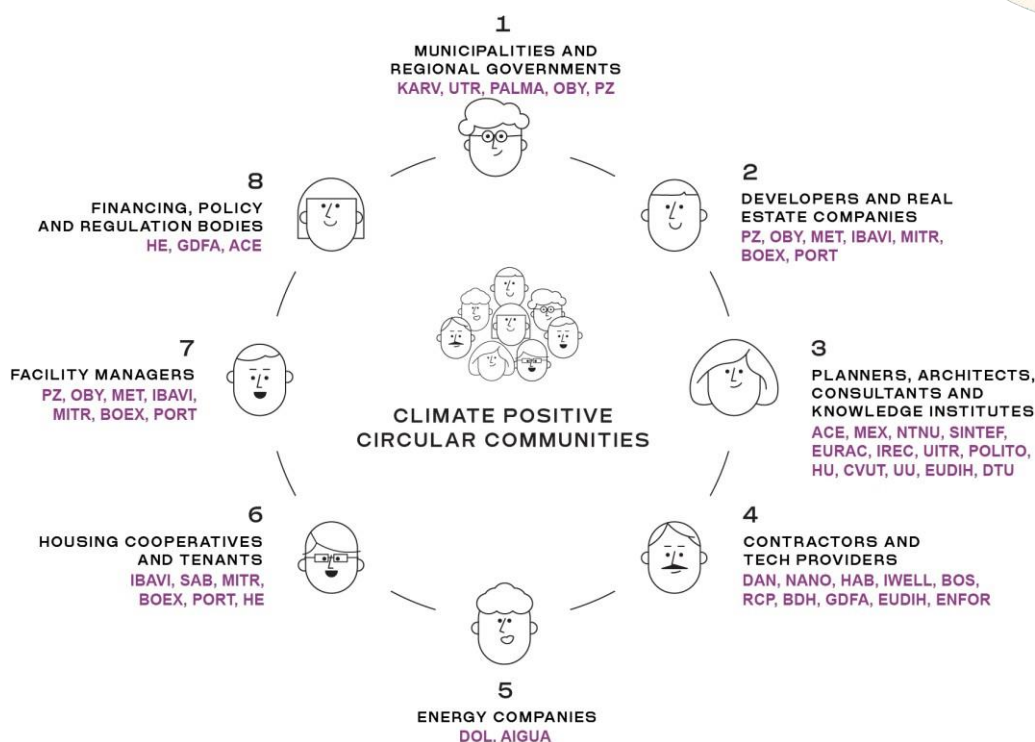 1
MUNICIPALITIES AND
REGIONAL GOVERNMENTS
KARV, UTR, PALMA, OBY, PZ
2
DEVELOPERS AND REAL
ESTATE COMPANIES
PZ, OBY, MET, IBAVI, MITR,
BOEX, PORT
3
PLANNERS, ARCHITECTS,
CONSULTANTS AND
KNOWLEDGE INSTITUTES
ACE, MEX, NTNU, SINTEF,
EURAC, IREC, UITR, POLITO,
HU, CVUT, UU, EUDIH, DTU
4
CONTRACTORS AND
TECH PROVIDERS
DAN, NANO, HAB, IWELL, BOS,
RCP, BDH, GDFA, EUDIH, ENFOR
5
ENERGY COMPANIES
DOL, AIGUA
6
HOUSING COOPERATIVES
AND TENANTS
IBAVI, SAB, MITR,
BOEX, PORT, HE
7
FACILITY MANAGERS
PZ, OBY, MET, IBAVI,
MITR, BOEX, PORT
8
FINANCING, POLICY
AND REGULATION BODIES
HE, GDFA, ACE
CLIMATE POSITIVE
CIRCULAR COMMUNITIES